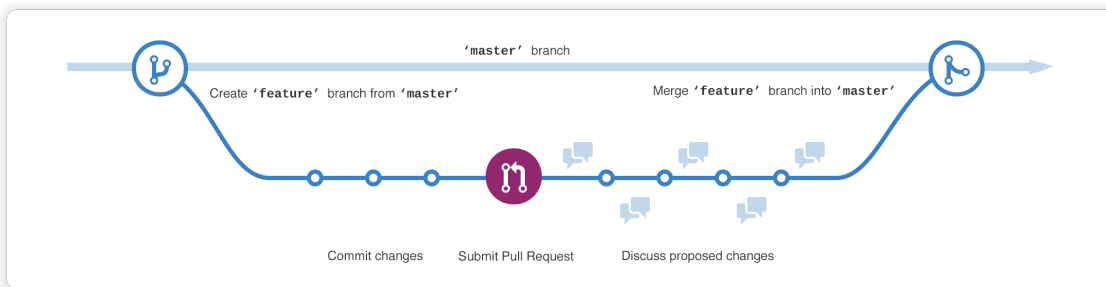 ‘master’ branch
Create ‘feature’ branch from ‘master’
Merge ‘feature’ branch into ‘master’
Commit changes
Submit Pull Request
Discuss proposed changes